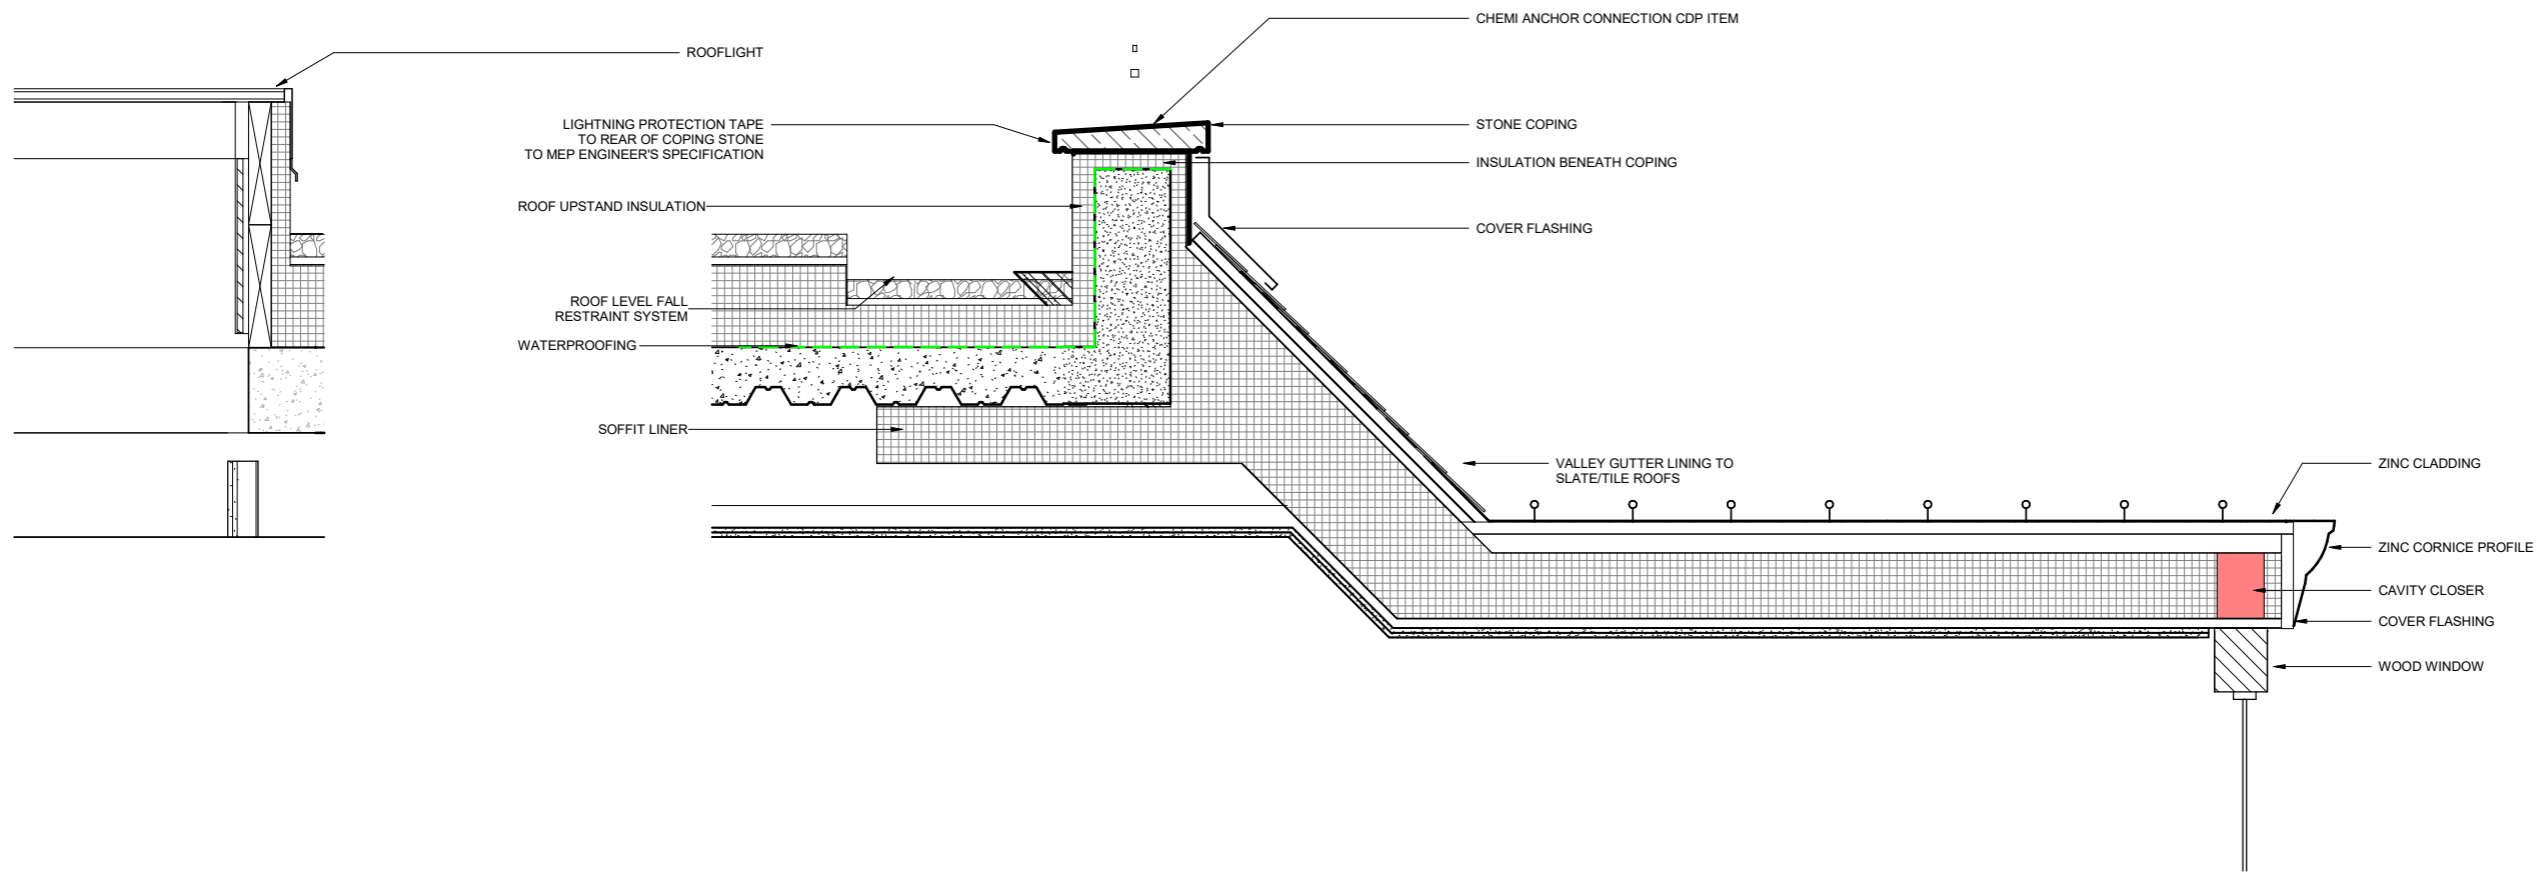 ROOFLIGHT
LIGHTNING PROTECTION TAPE
TO REAR OF COPING STONE
TO MEP ENGINEER'S SPECIFICATION
ROOF UPSTAND INSULATION
ROOF LEVEL FALL
RESTRAINT SYSTEM
WATERPROOFING
SOFFIT LINER
CHEMI ANCHOR CONNECTION CDP ITEM
STONE COPING
INSULATION BENEATH COPING
COVER FLASHING
VALLEY GUTTER LINING TO
SLATE/TILE ROOFS
ZINC CLADDING
ZINC CORNICE PROFILE
CAVITY CLOSER
COVER FLASHING
WOOD WINDOW